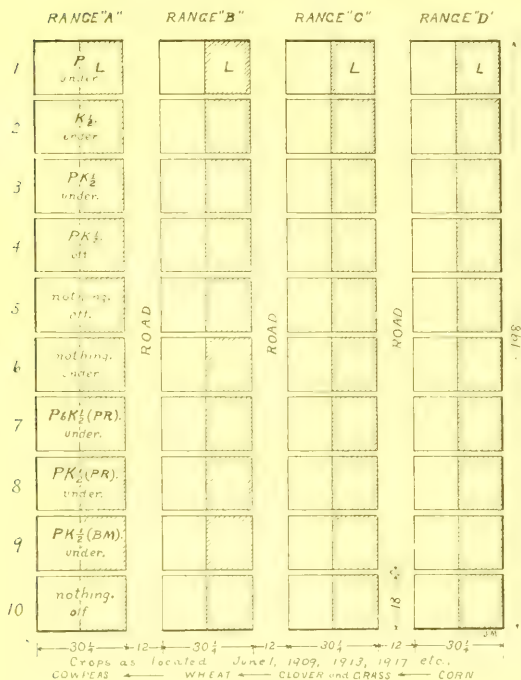 RANGE "A" RANGE "B" RANGE "C" RANGE "D"
1 P L L L L
under
2 K½.
under
3 PK½
under.
4 PK½.
off
5 nothing.
off.
6 nothing.
under
ROAD ROAD ROAD
198
7 P6K½(PR).
under.
8 PK½(PR).
under.
9 PK½(BM).
under.
18
10 nothing.
off
J.M.
30¼ 12 30¼ 12 30¼ 12 30¼
Crops as located June 1, 1909, 1913, 1917 etc.,
COWPEAS WHEAT CLOVER and GRASS CORN